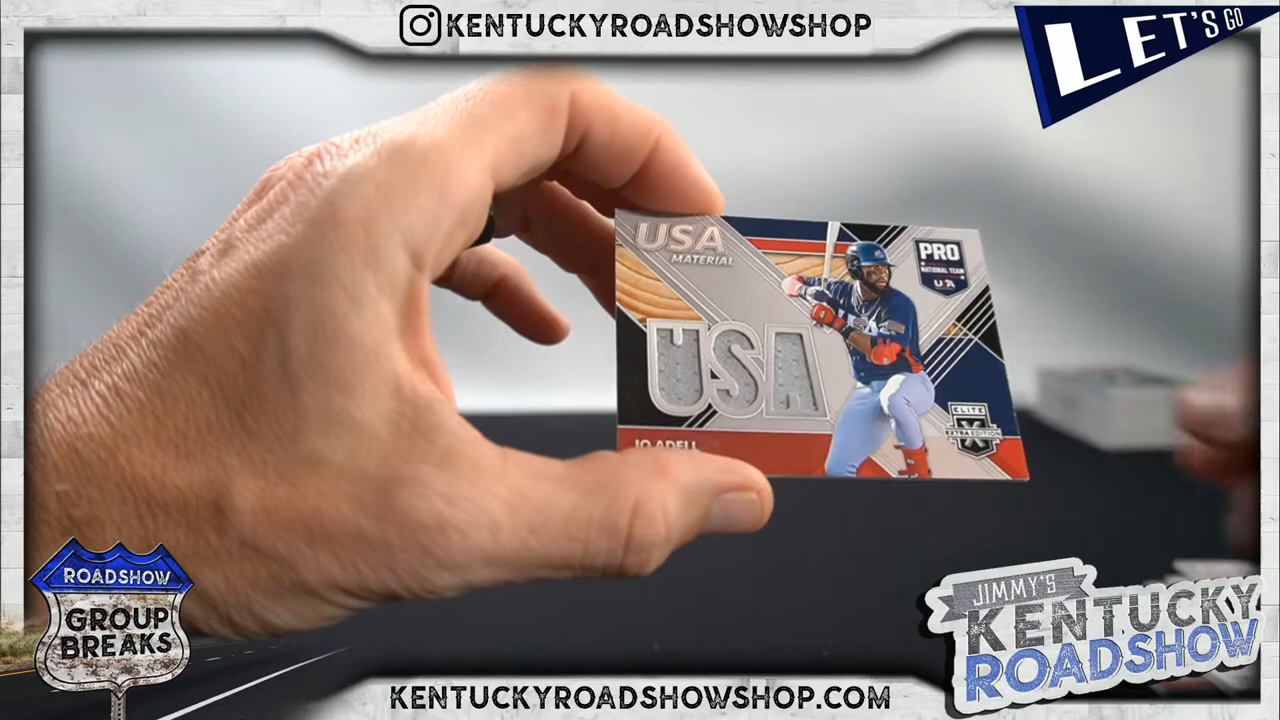 KENTUCKYROADSHOWSHOP
LET'S GO
USA
MATERIAL
PRO
NATIONAL TEAM
USA
USA
JO ADELL
ELITE
EXTRA EDITION
ROADSHOW
GROUP
BREAKS
JIMMY'S
KENTUCKY
ROADSHOW
KENTUCKYROADSHOWSHOP.COM